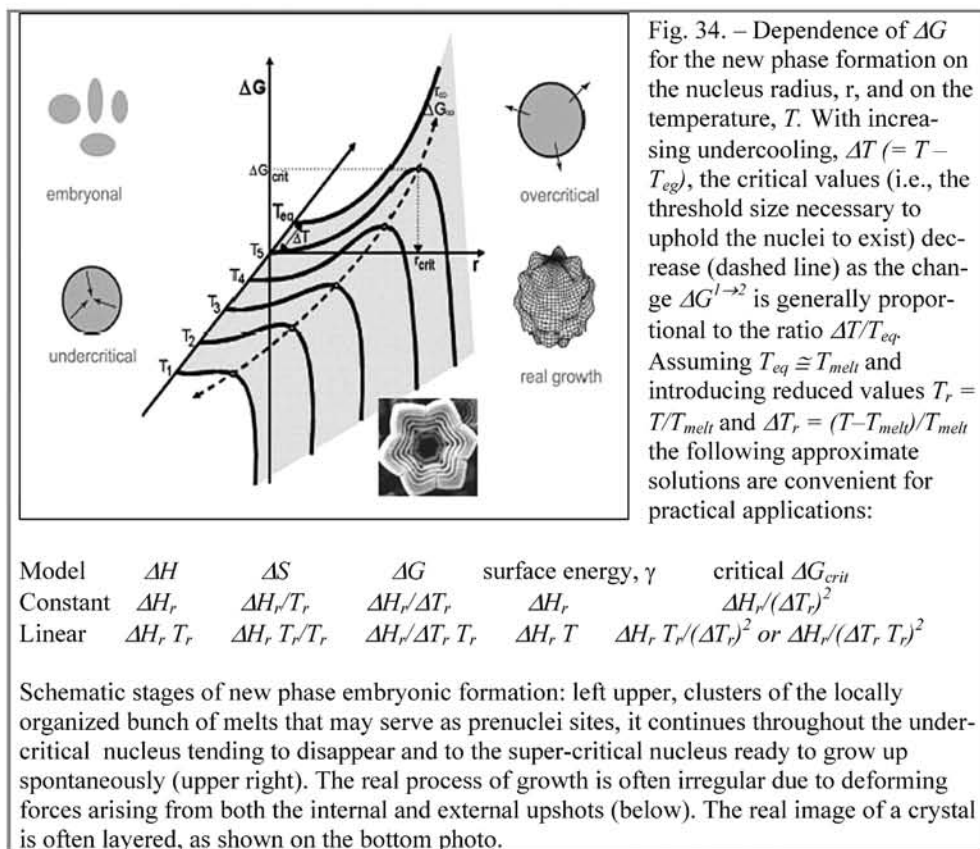 Fig. 34. – Dependence of ΔG
for the new phase formation on
the nucleus radius, r, and on the
temperature, T. With increa-
sing undercooling, ΔT (= T –
Teg), the critical values (i.e., the
threshold size necessary to
uphold the nuclei to exist) dec-
rease (dashed line) as the chan-
ge ΔG^1→2 is generally propor-
tional to the ratio ΔT/Teq.
Assuming Teq ≅ Tmelt and
introducing reduced values Tr =
T/Tmelt and ΔTr = (T–Tmelt)/Tmelt
the following approximate
solutions are convenient for
practical applications:
ΔG
r∞
ΔG∞
ΔGcrit
embryonal
overcritical
Teq
ΔT
T5
rcrit
r
T4
T3
T2
T1
undercritical
real growth
Model ΔH ΔS ΔG surface energy, γ critical ΔGcrit
Constant ΔHr ΔHr/Tr ΔHr/ΔTr ΔHr ΔHr/(ΔTr)²
Linear ΔHr Tr ΔHr Tr/Tr ΔHr/ΔTr Tr ΔHr T ΔHr Tr/(ΔTr)² or ΔHr/(ΔTr Tr)²
Schematic stages of new phase embryonic formation: left upper, clusters of the locally
organized bunch of melts that may serve as prenuclei sites, it continues throughout the under-
critical nucleus tending to disappear and to the super-critical nucleus ready to grow up
spontaneously (upper right). The real process of growth is often irregular due to deforming
forces arising from both the internal and external upshots (below). The real image of a crystal
is often layered, as shown on the bottom photo.